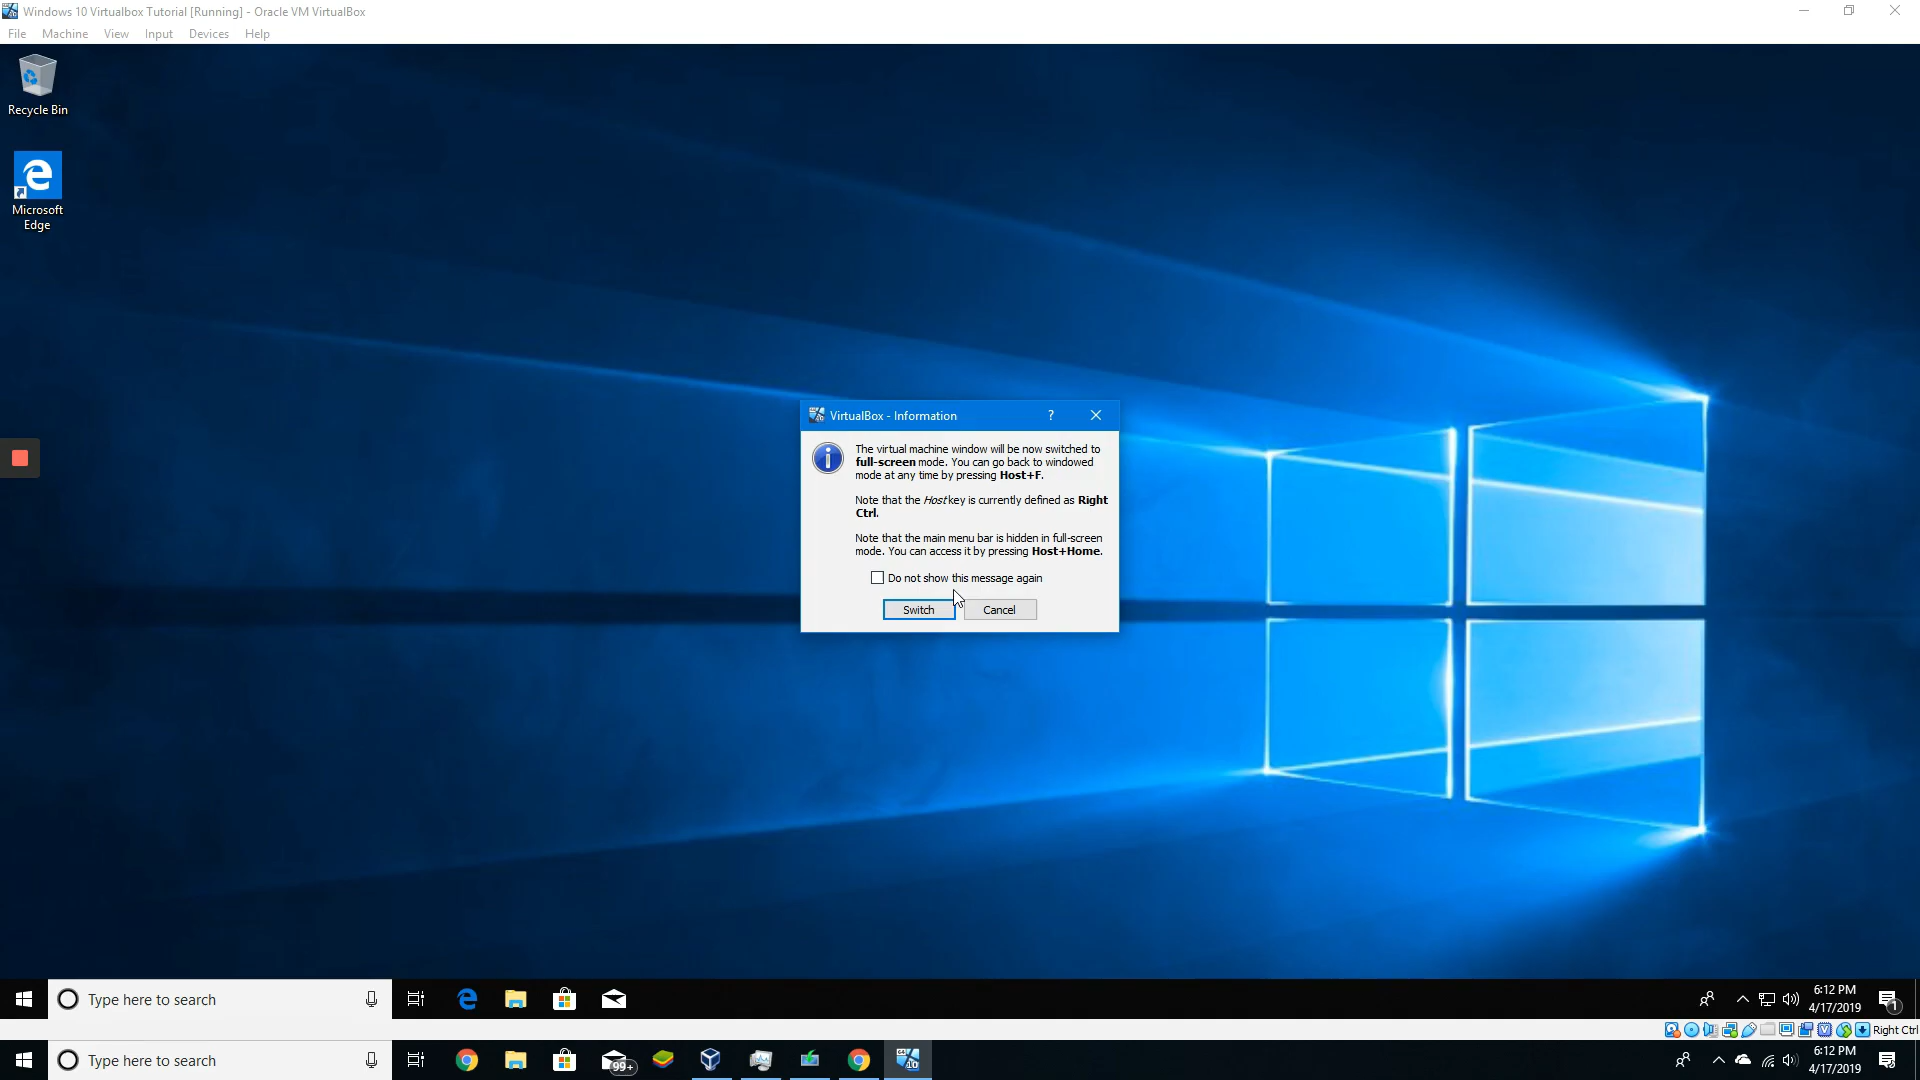 Windows 10 Virtualbox Tutorial [Running] - Oracle VM VirtualBox
File Machine View Input Devices Help
Recycle Bin
Microsoft
Edge
VirtualBox - Information ?
The virtual machine window will be now switched to
full-screen mode. You can go back to windowed
mode at any time by pressing Host+F.
Note that the Host key is currently defined as Right
Ctrl.
Note that the main menu bar is hidden in full-screen
mode. You can access it by pressing Host+Home.
Do not show this message again
Switch Cancel
Type here to search
6:12 PM
4/17/2019
1
Right Ctrl
Type here to search
99+
6:12 PM
4/17/2019